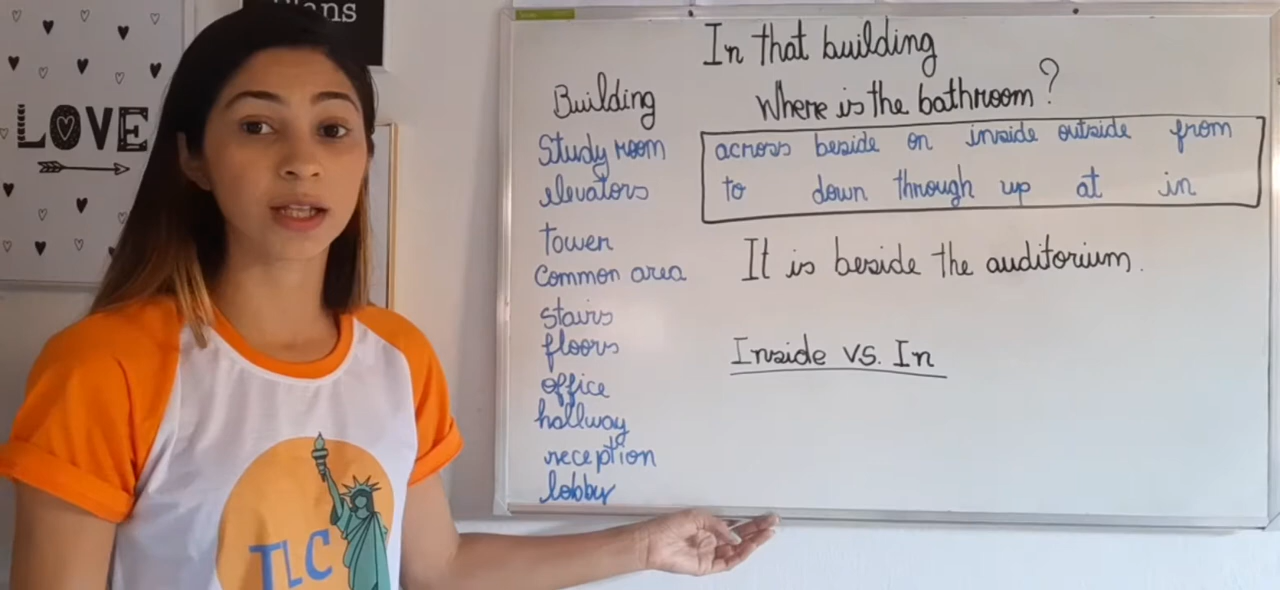 Plans
LOVE
In that building
Where is the bathroom?
Building
Study room
elevators
tower
Common area
stairs
floors
office
hallway
reception
lobby
across beside on inside outside from
to down through up at in
It is beside the auditorium.
Inside vs. In
TLC